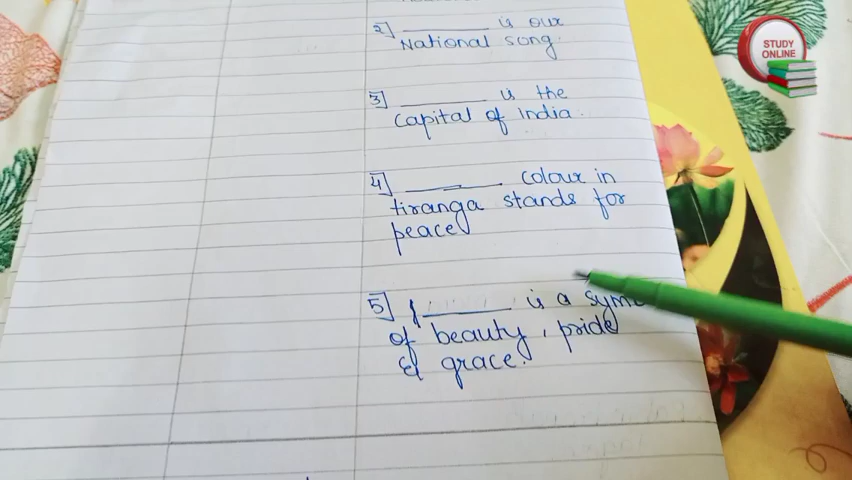 2] ________ is our
National song.
3] ________ is the
capital of India.
4] ________ colour in
tiranga stands for
peace
5] ________ is a
of beauty, pride
& grace.
STUDY
ONLINE